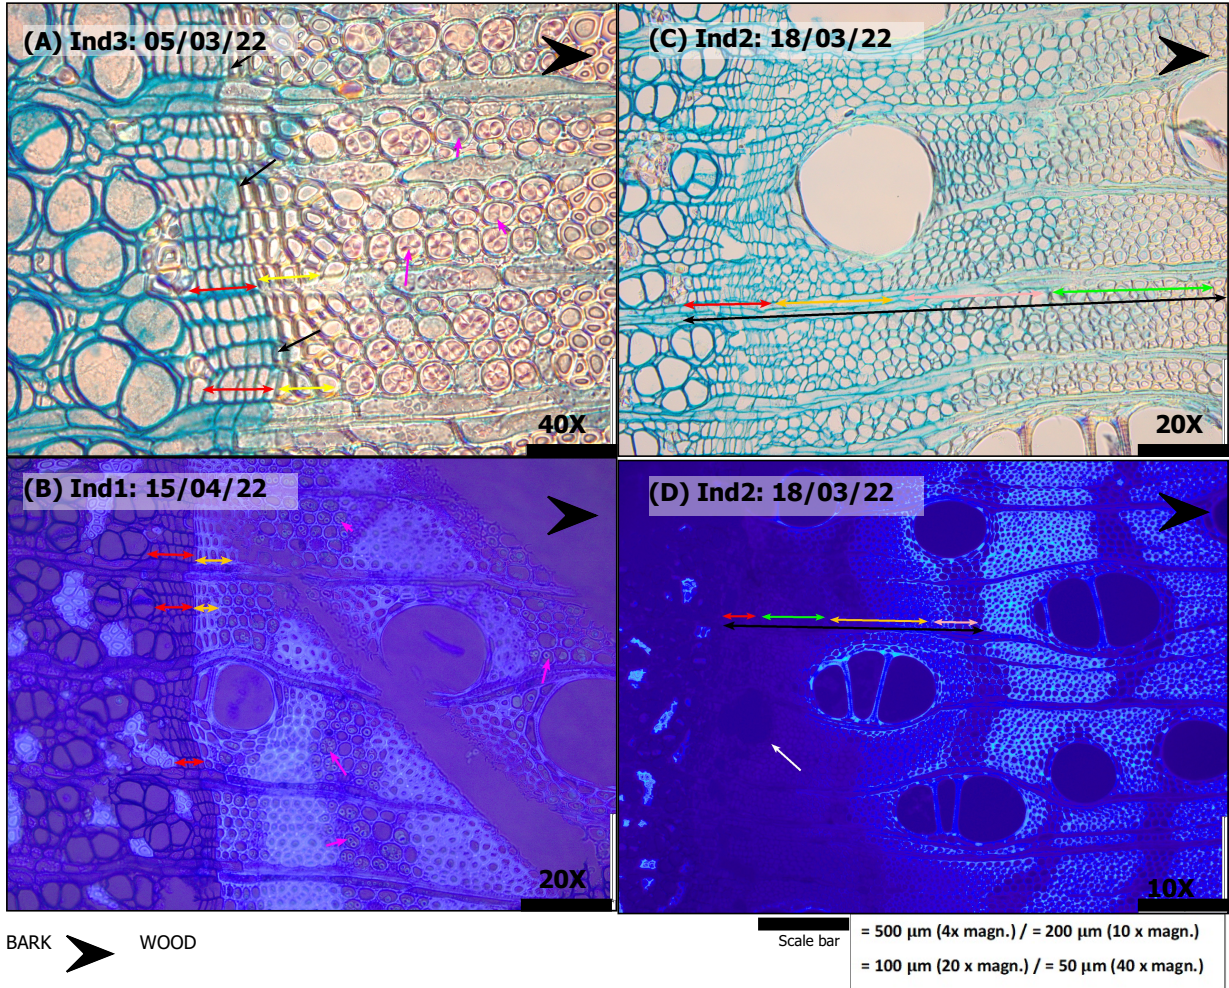 (A) Ind3: 05/03/22
40X
(C) Ind2: 18/03/22
20X
(B) Ind1: 15/04/22
20X
(D) Ind2: 18/03/22
10X
BARK WOOD
Scale bar
= 500 µm (4x magn.) / = 200 µm (10 x magn.)
= 100 µm (20 x magn.) / = 50 µm (40 x magn.)